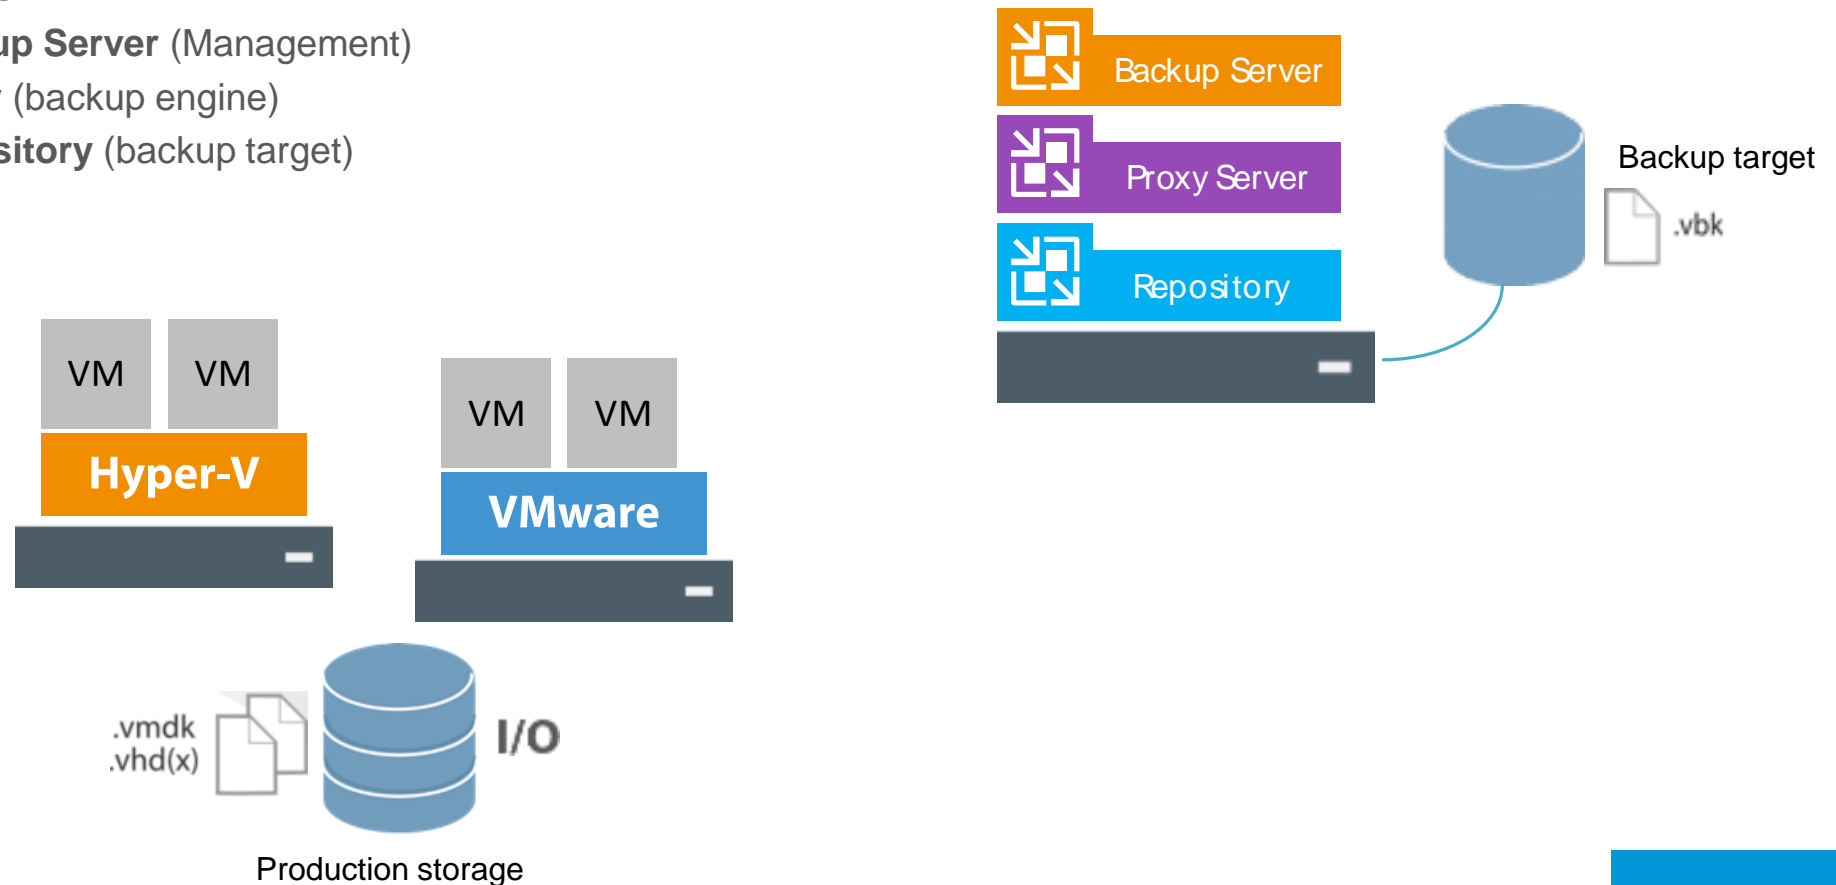 up Server (Management)
(backup engine)
sitory (backup target)
Backup Server
Proxy Server
Repository
Backup target
.vbk
VM VM
Hyper-V
VM VM
VMware
.vmdk
.vhd(x)
I/O
Production storage